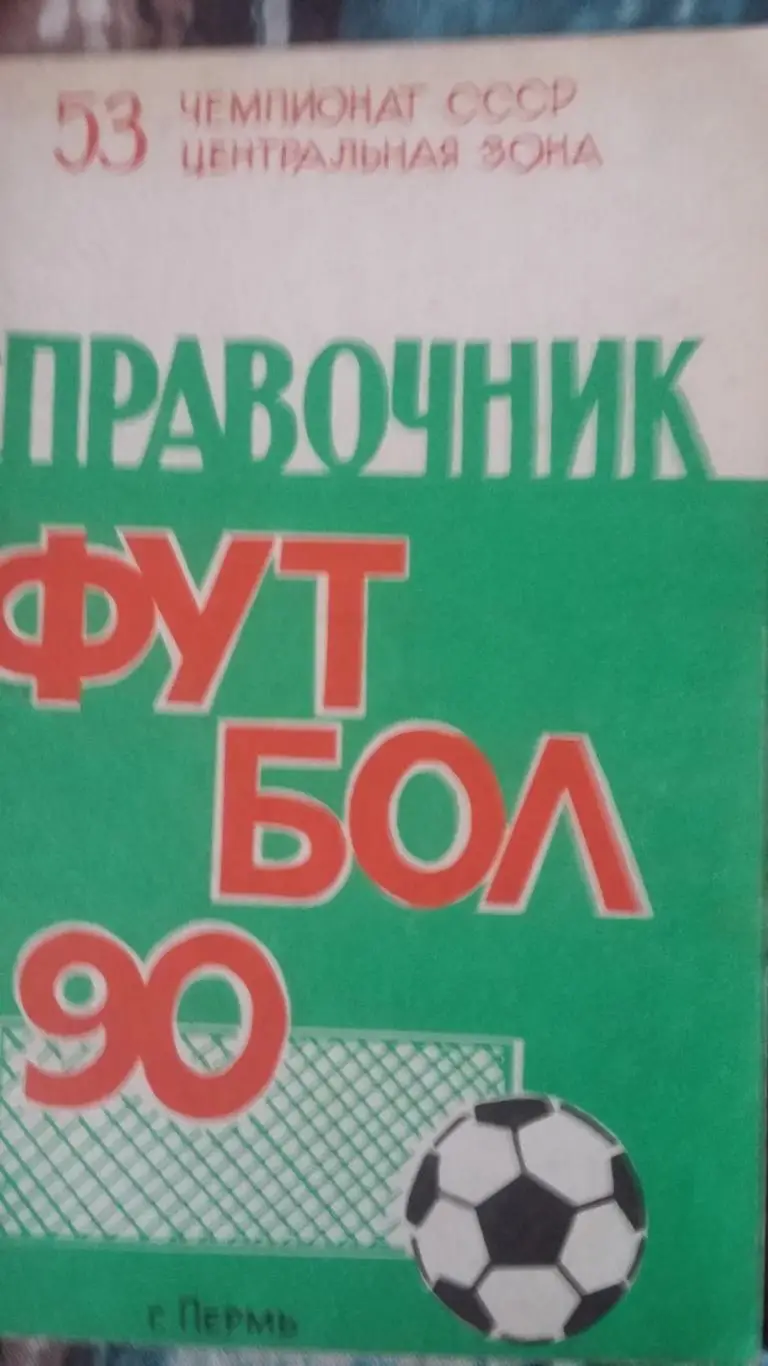 53 ЧЕМПИОНАТ СССР
ЦЕНТРАЛЬНАЯ ЗОНА
СПРАВОЧНИК
ФУТ
БОЛ
90
г. Пермь